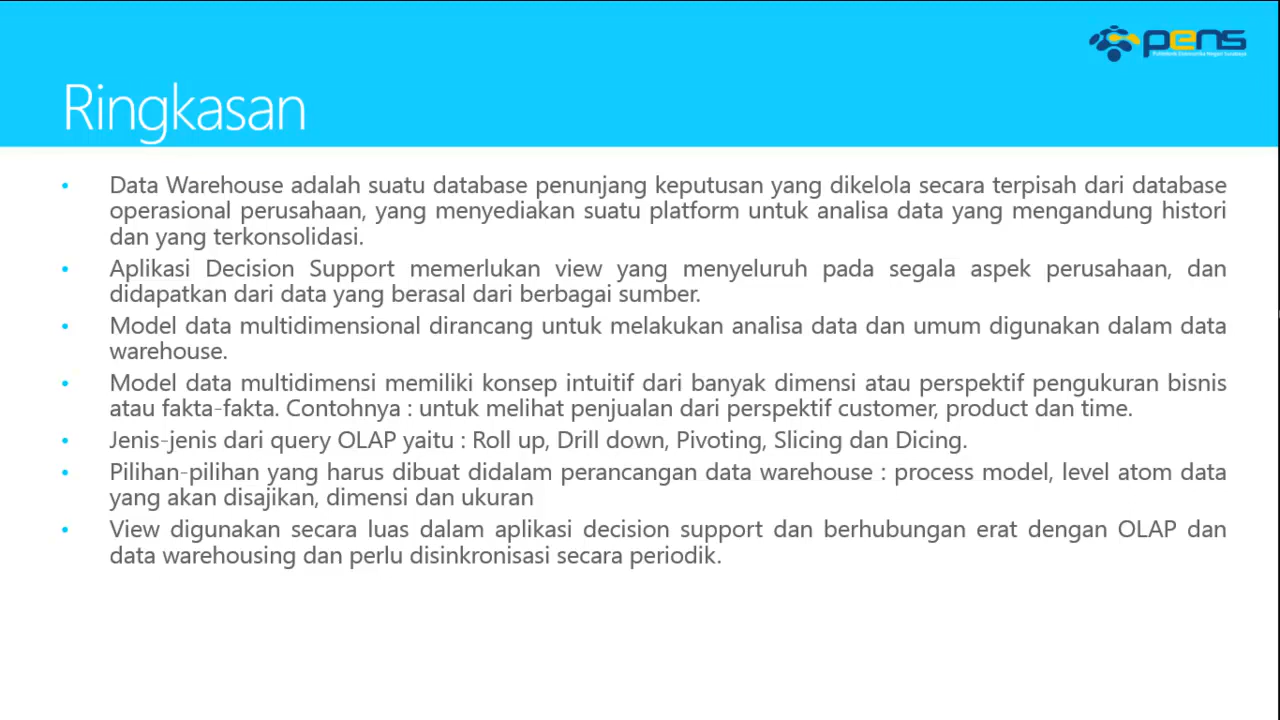 pens
Politeknik Elektronika Negeri Surabaya
Ringkasan
• Data Warehouse adalah suatu database penunjang keputusan yang dikelola secara terpisah dari database
operasional perusahaan, yang menyediakan suatu platform untuk analisa data yang mengandung histori
dan yang terkonsolidasi.
• Aplikasi Decision Support memerlukan view yang menyeluruh pada segala aspek perusahaan, dan
didapatkan dari data yang berasal dari berbagai sumber.
• Model data multidimensional dirancang untuk melakukan analisa data dan umum digunakan dalam data
warehouse.
• Model data multidimensi memiliki konsep intuitif dari banyak dimensi atau perspektif pengukuran bisnis
atau fakta-fakta. Contohnya : untuk melihat penjualan dari perspektif customer, product dan time.
• Jenis-jenis dari query OLAP yaitu : Roll up, Drill down, Pivoting, Slicing dan Dicing.
• Pilihan-pilihan yang harus dibuat didalam perancangan data warehouse : process model, level atom data
yang akan disajikan, dimensi dan ukuran
• View digunakan secara luas dalam aplikasi decision support dan berhubungan erat dengan OLAP dan
data warehousing dan perlu disinkronisasi secara periodik.